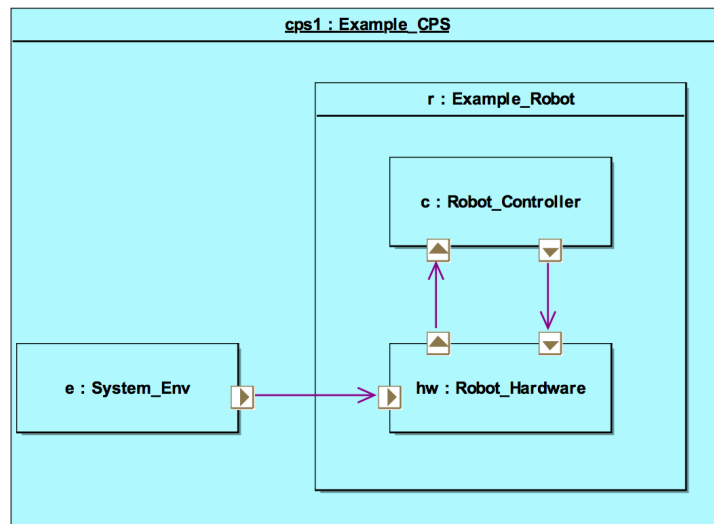 cps1 : Example_CPS
r : Example_Robot
c : Robot_Controller
e : System_Env
hw : Robot_Hardware